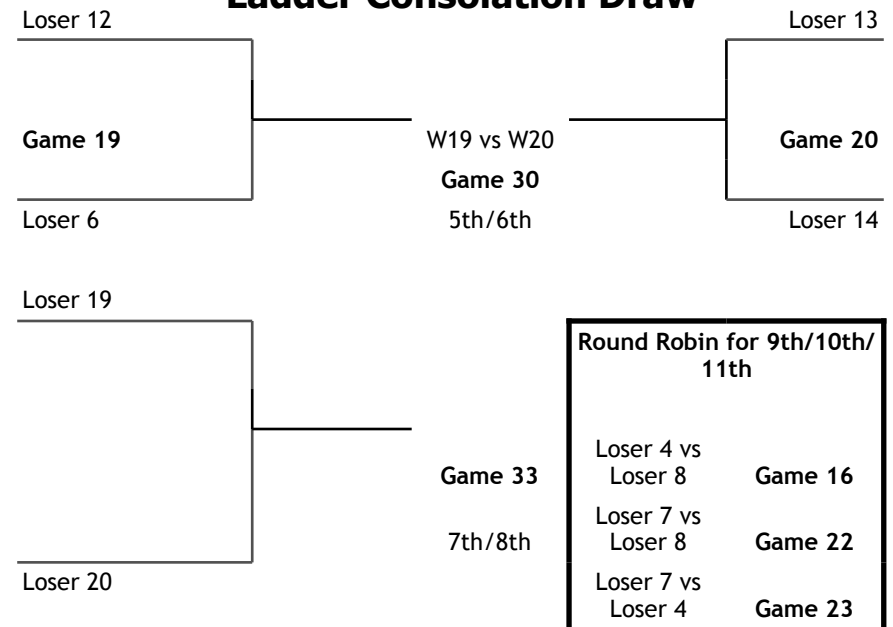 Ladder Consolation Draw
Loser 12
Loser 13
Game 19
W19 vs W20
Game 20
Game 30
Loser 6
5th/6th
Loser 14
Loser 19
Round Robin for 9th/10th/
11th
Loser 4 vs
Loser 8
Game 16
Game 33
Loser 7 vs
Loser 8
Game 22
7th/8th
Loser 20
Loser 7 vs
Loser 4
Game 23